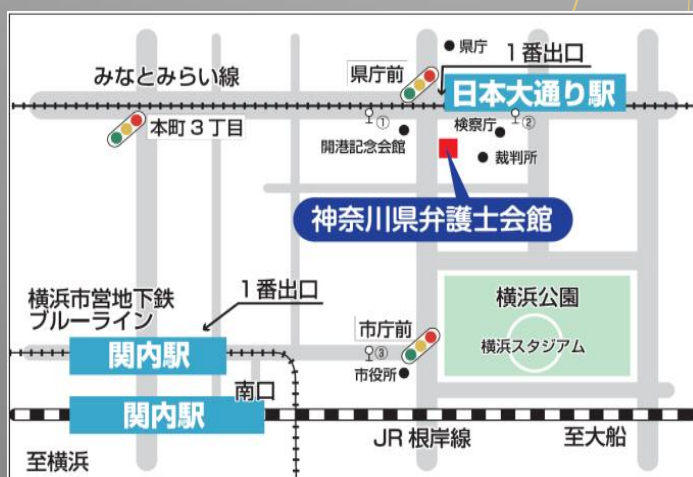 県庁
1番出口
みなとみらい線
県庁前
日本大通り駅
本町3丁目
①
②
開港記念会館
検察庁
裁判所
神奈川県弁護士会館
1番出口
横浜市営地下鉄
ブルーライン
横浜公園
関内駅
市庁前
③
横浜スタジアム
市役所
南口
関内駅
JR根岸線
至大船
至横浜